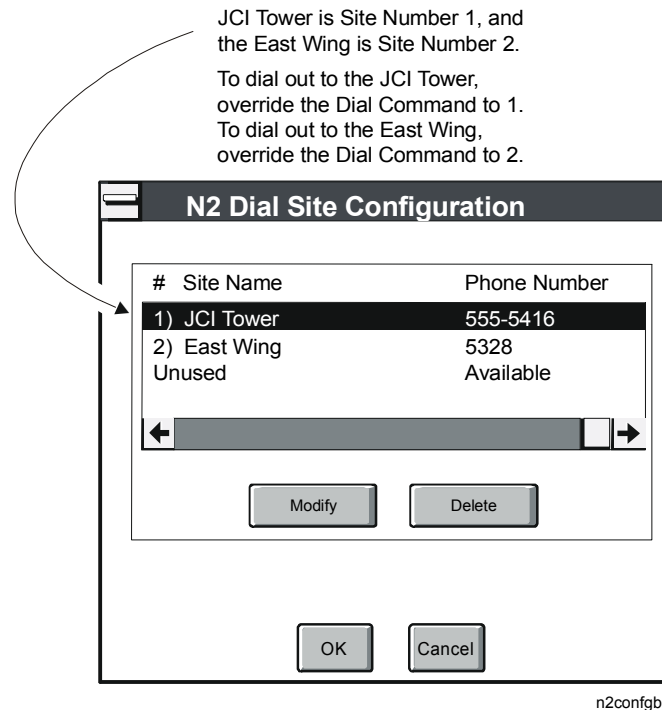 JCI Tower is Site Number 1, and
the East Wing is Site Number 2.
To dial out to the JCI Tower,
override the Dial Command to 1.
To dial out to the East Wing,
override the Dial Command to 2.
N2 Dial Site Configuration
# Site Name Phone Number
1) JCI Tower 555-5416
2) East Wing 5328
Unused Available
Modify Delete
OK Cancel
n2confgb